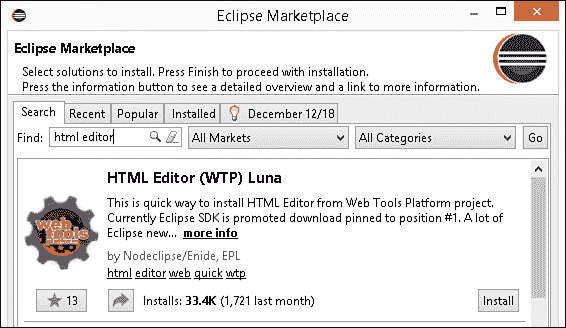 Eclipse Marketplace
Eclipse Marketplace
Select solutions to install. Press Finish to proceed with installation.
Press the information button to see a detailed overview and a link to more information.
Search Recent Popular Installed December 12/18
Find: html editor All Markets All Categories Go
HTML Editor (WTP) Luna
This is quick way to install HTML Editor from Web Tools Platform project.
Currently Eclipse SDK is promoted download pinned to position #1. A lot of
Eclipse new... more info
by Nodeclipse/Enide, EPL
html editor web quick wtp
web tools
13 Installs: 33.4K (1,721 last month) Install